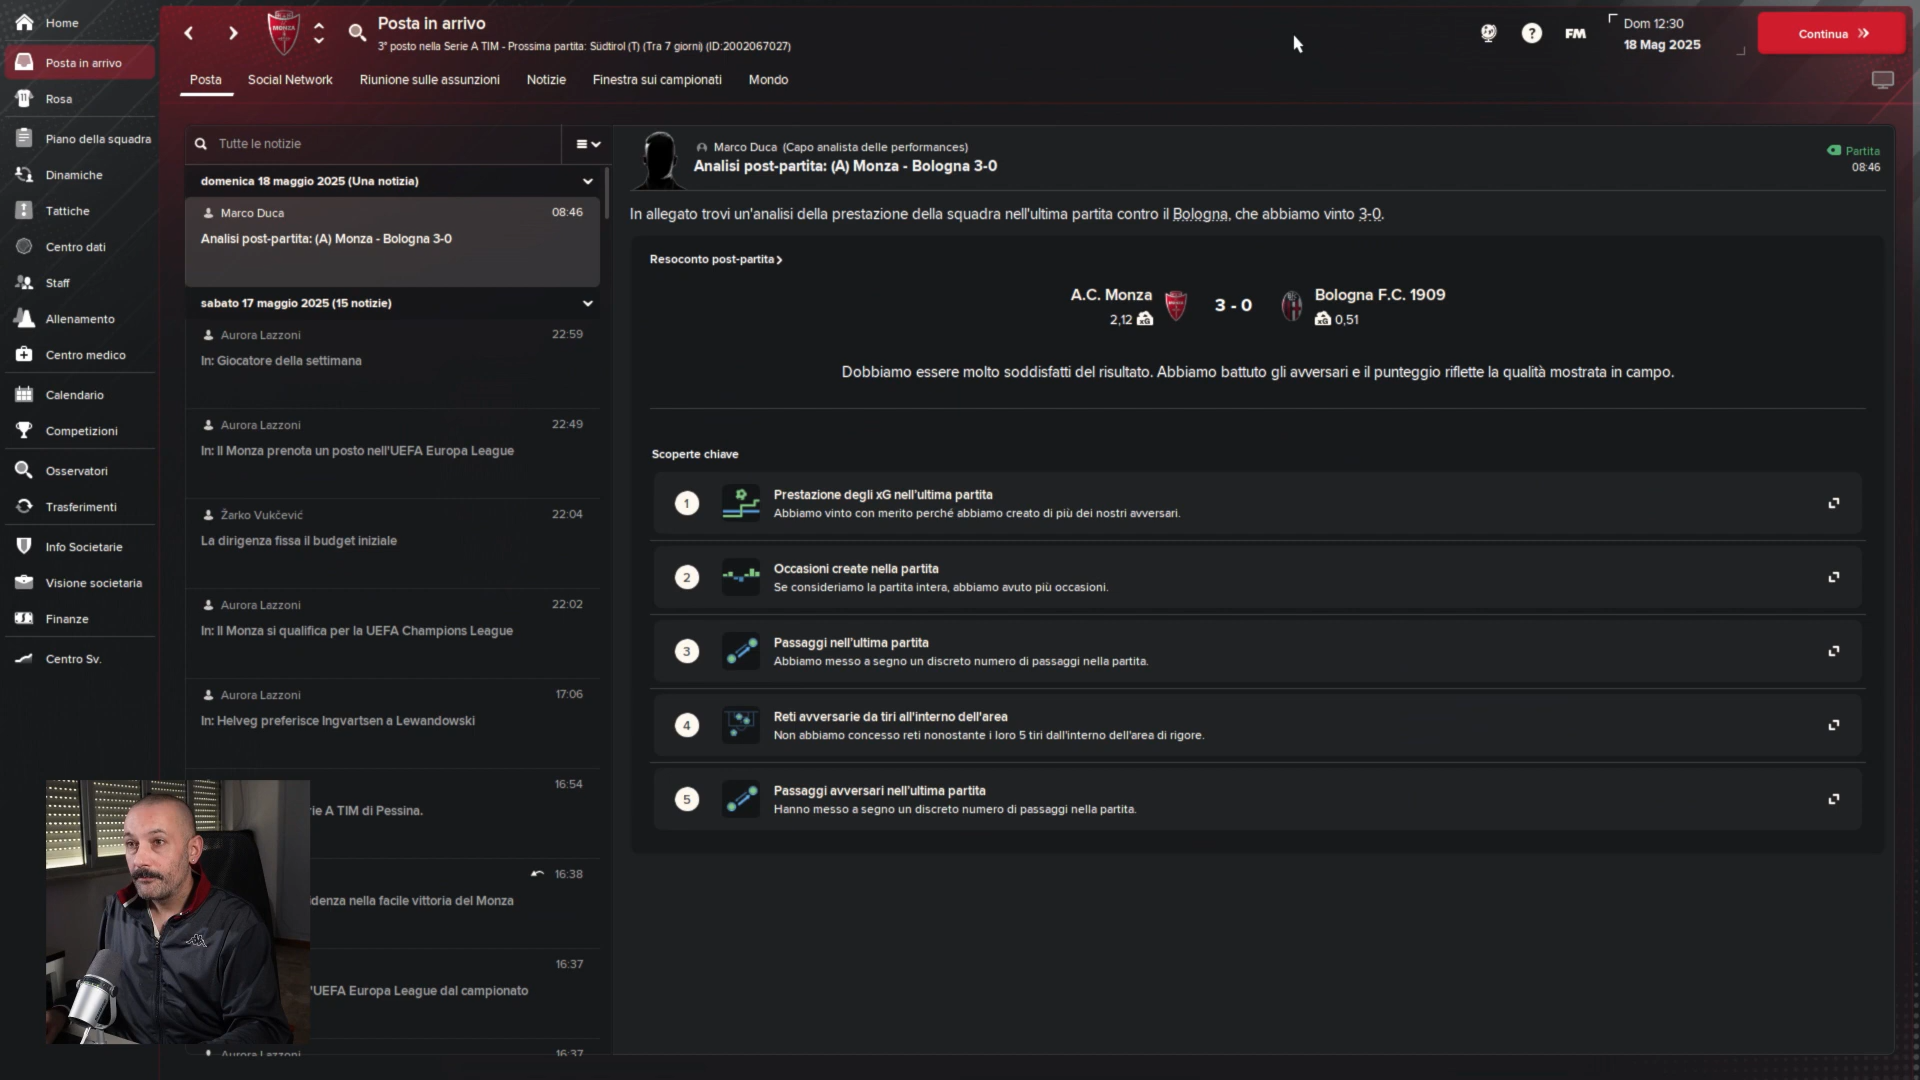 Home
Posta in arrivo
Rosa
Piano della squadra
Dinamiche
Tattiche
Centro dati
Staff
Allenamento
Centro medico
Calendario
Competizioni
Osservatori
Trasferimenti
Info Societarie
Visione societaria
Finanze
Centro Sv.
MONZA
Posta in arrivo
3° posto nella Serie A TIM - Prossima partita: Südtirol (T) (Tra 7 giorni) (ID:2002067027)
? FM
Dom 12:30
18 Mag 2025
Continua
Posta Social Network Riunione sulle assunzioni Notizie Finestra sui campionati Mondo
Tutte le notizie
domenica 18 maggio 2025 (Una notizia)
Marco Duca 08:46
Analisi post-partita: (A) Monza - Bologna 3-0
sabato 17 maggio 2025 (15 notizie)
Aurora Lazzoni 22:59
In: Giocatore della settimana
Aurora Lazzoni 22:49
In: Il Monza prenota un posto nell'UEFA Europa League
Žarko Vukčević 22:04
La dirigenza fissa il budget iniziale
Aurora Lazzoni 22:02
In: Il Monza si qualifica per la UEFA Champions League
Aurora Lazzoni 17:06
In: Helveg preferisce Ingvartsen a Lewandowski
16:54
rie A TIM di Pessina.
16:38
idenza nella facile vittoria del Monza
16:37
'UEFA Europa League dal campionato
Aurora Lazzoni 16:37
Marco Duca (Capo analista delle performances)
Analisi post-partita: (A) Monza - Bologna 3-0
Partita
08:46
In allegato trovi un'analisi della prestazione della squadra nell'ultima partita contro il Bologna, che abbiamo vinto 3-0.
Resoconto post-partita
A.C. Monza 3 - 0 Bologna F.C. 1909
2,12 xG xG 0,51
Dobbiamo essere molto soddisfatti del risultato. Abbiamo battuto gli avversari e il punteggio riflette la qualità mostrata in campo.
Scoperte chiave
1 Prestazione degli xG nell'ultima partita
Abbiamo vinto con merito perché abbiamo creato di più dei nostri avversari.
2 Occasioni create nella partita
Se consideriamo la partita intera, abbiamo avuto più occasioni.
3 Passaggi nell'ultima partita
Abbiamo messo a segno un discreto numero di passaggi nella partita.
4 Reti avversarie da tiri all'interno dell'area
Non abbiamo concesso reti nonostante i loro 5 tiri dall'interno dell'area di rigore.
5 Passaggi avversari nell'ultima partita
Hanno messo a segno un discreto numero di passaggi nella partita.